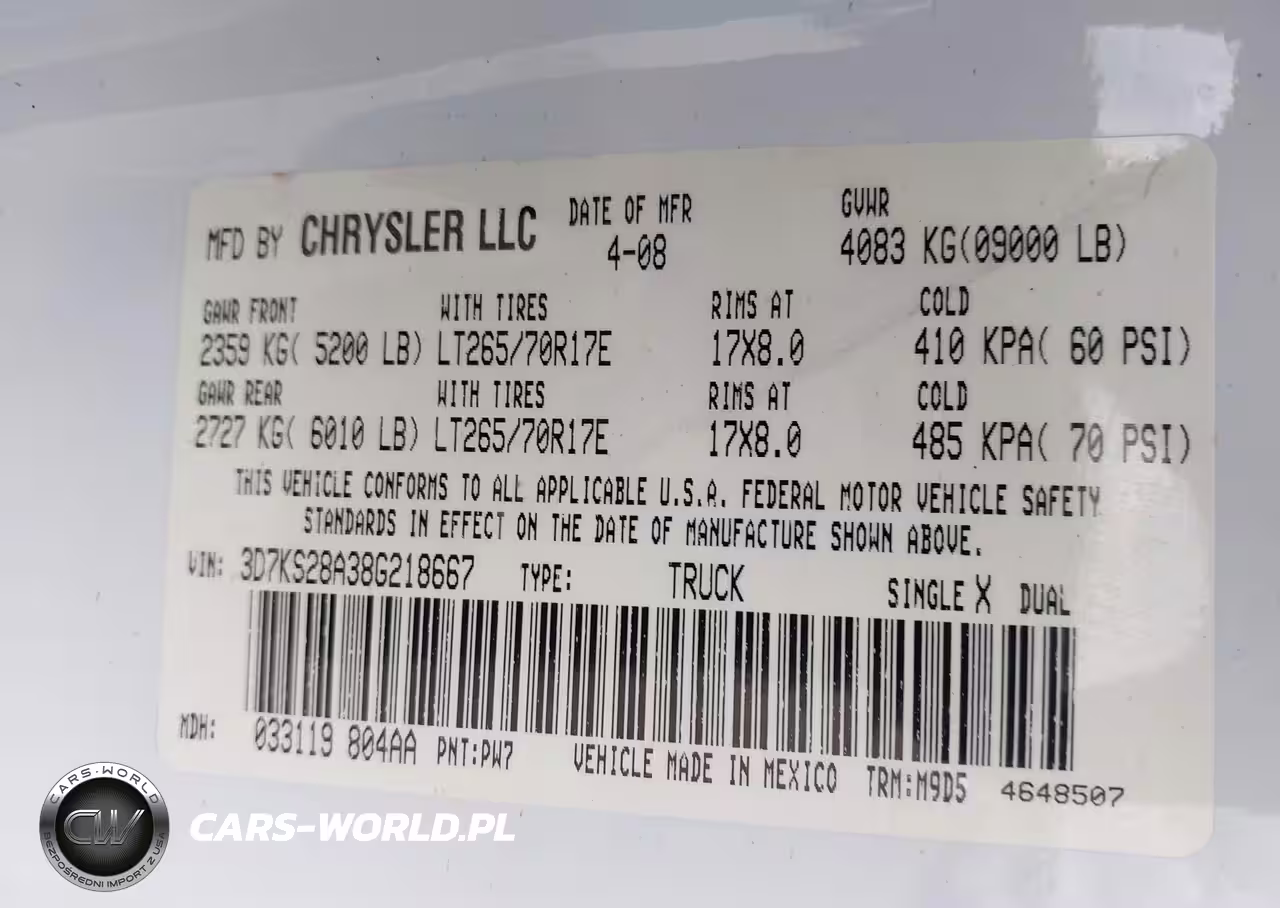 MFD BY CHRYSLER LLC DATE OF MFR GVWR
4-08 4083 KG(09000 LB)
GAWR FRONT WITH TIRES RIMS AT COLD
2359 KG( 5200 LB) LT265/70R17E 17X8.0 410 KPA( 60 PSI)
GAWR REAR WITH TIRES RIMS AT COLD
2727 KG( 6010 LB) LT265/70R17E 17X8.0 485 KPA( 70 PSI)
THIS VEHICLE CONFORMS TO ALL APPLICABLE U.S.A. FEDERAL MOTOR VEHICLE SAFETY
STANDARDS IN EFFECT ON THE DATE OF MANUFACTURE SHOWN ABOVE.
VIN: 3D7KS28A38G218667 TYPE: TRUCK SINGLE X DUAL
MDH: 033119 804AA PNT:PW7 VEHICLE MADE IN MEXICO TRM:M9D5 4648507
CARS-WORLD
CW
BEZPOŚREDNI IMPORT Z USA
CARS-WORLD.PL